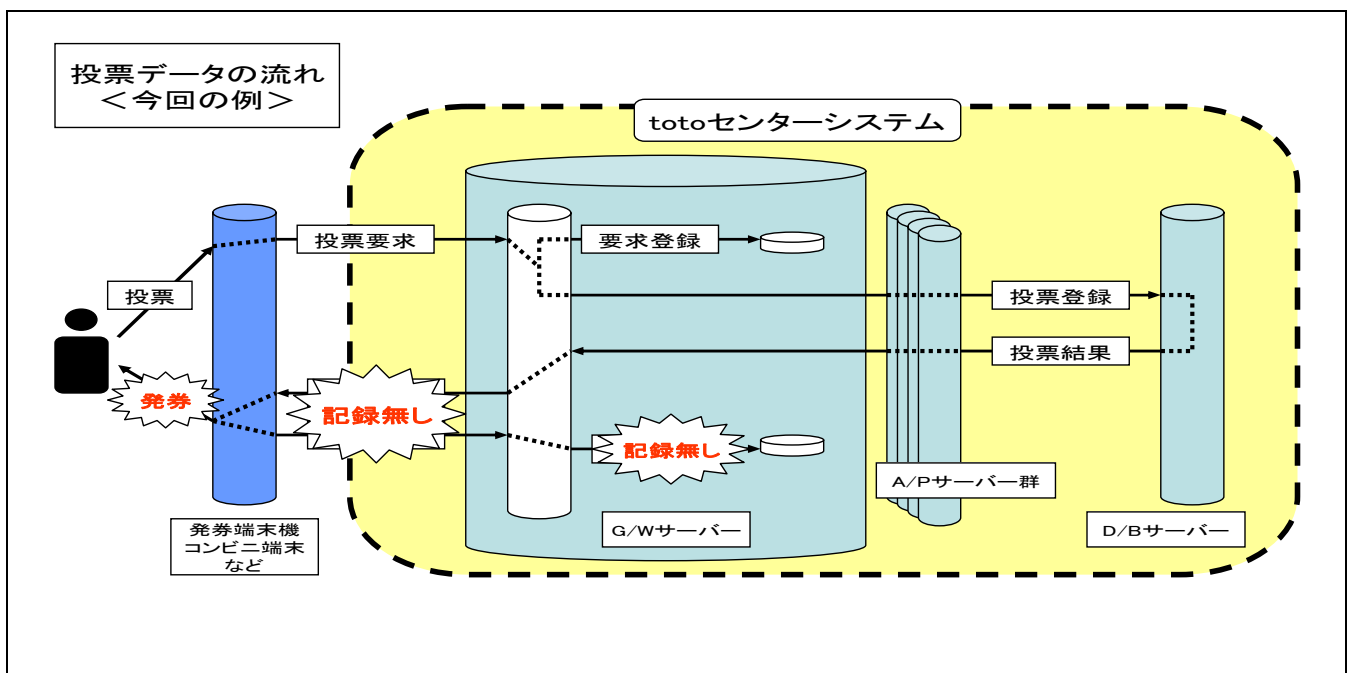 投票データの流れ
＜今回の例＞
totoセンターシステム
投票要求
要求登録
投票
投票登録
投票結果
発券
記録無し
記録無し
A/Pサーバー群
G/Wサーバー
D/Bサーバー
発券端末機
コンビニ端末
など